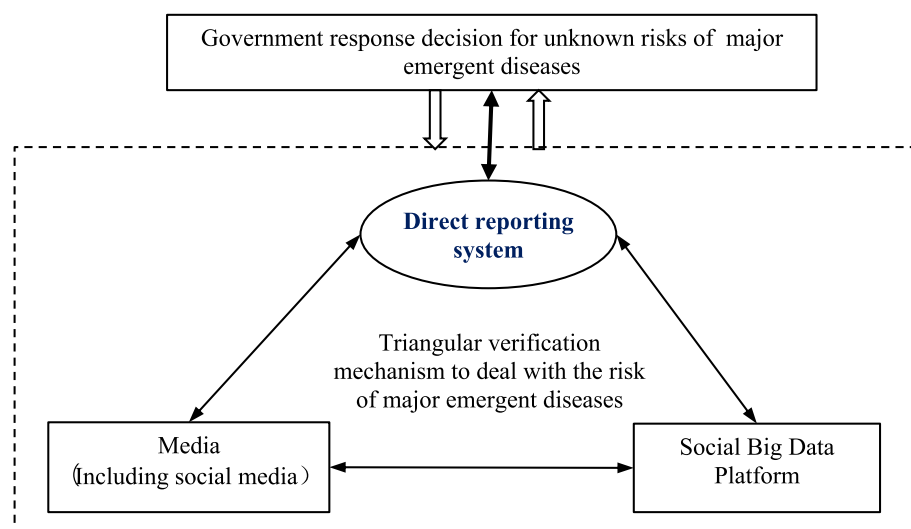 Government response decision for unknown risks of major
emergent diseases
Direct reporting
system
Triangular verification
mechanism to deal with the risk
of major emergent diseases
Media
（Including social media）
Social Big Data
Platform